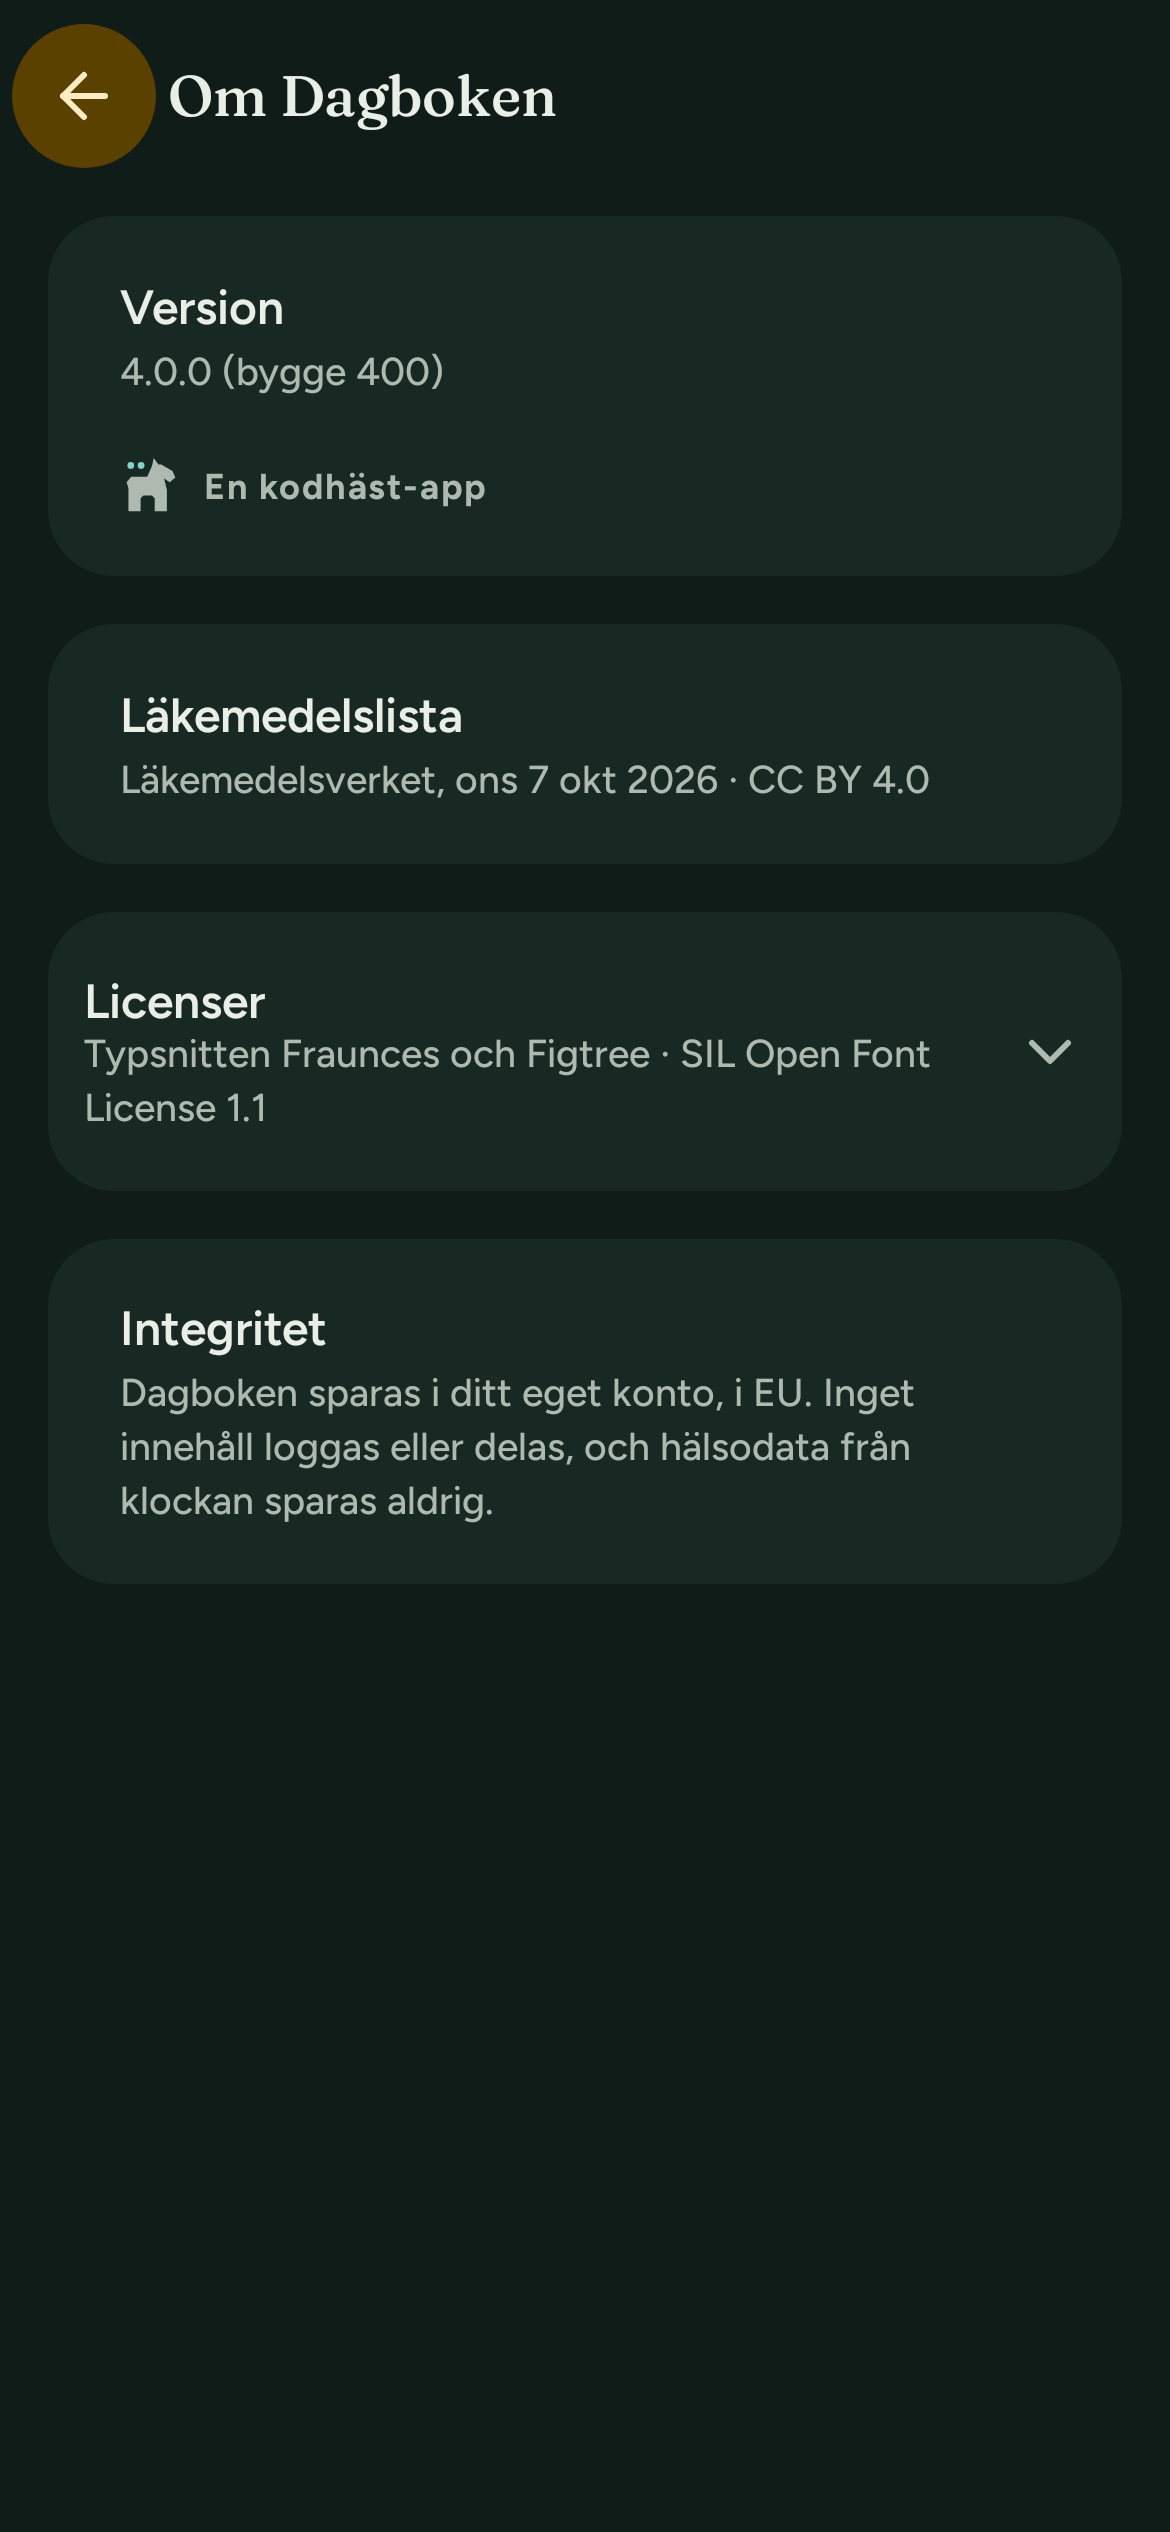 Om Dagboken
Version
4.0.0 (bygge 400)
En kodhäst-app
Läkemedelslista
Läkemedelsverket, ons 7 okt 2026 · CC BY 4.0
Licenser
Typsnitten Fraunces och Figtree · SIL Open Font
License 1.1
Integritet
Dagboken sparas i ditt eget konto, i EU. Inget
innehåll loggas eller delas, och hälsodata från
klockan sparas aldrig.